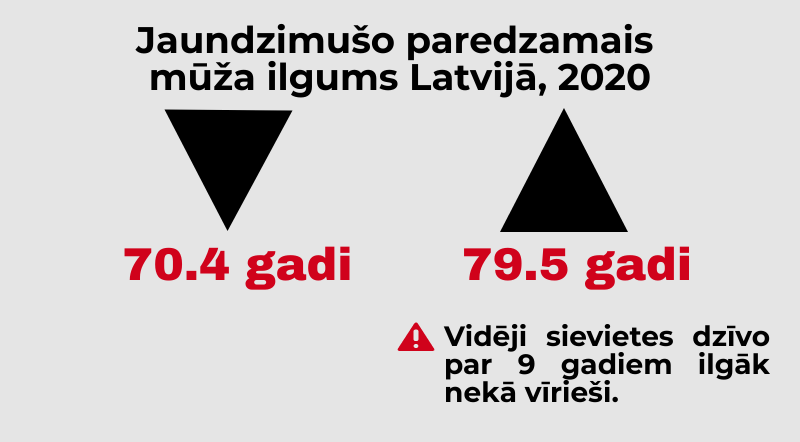 Jaundzimušo paredzamais
mūža ilgums Latvijā, 2020
70.4 gadi
79.5 gadi
Vidēji sievietes dzīvo
par 9 gadiem ilgāk
nekā vīrieši.